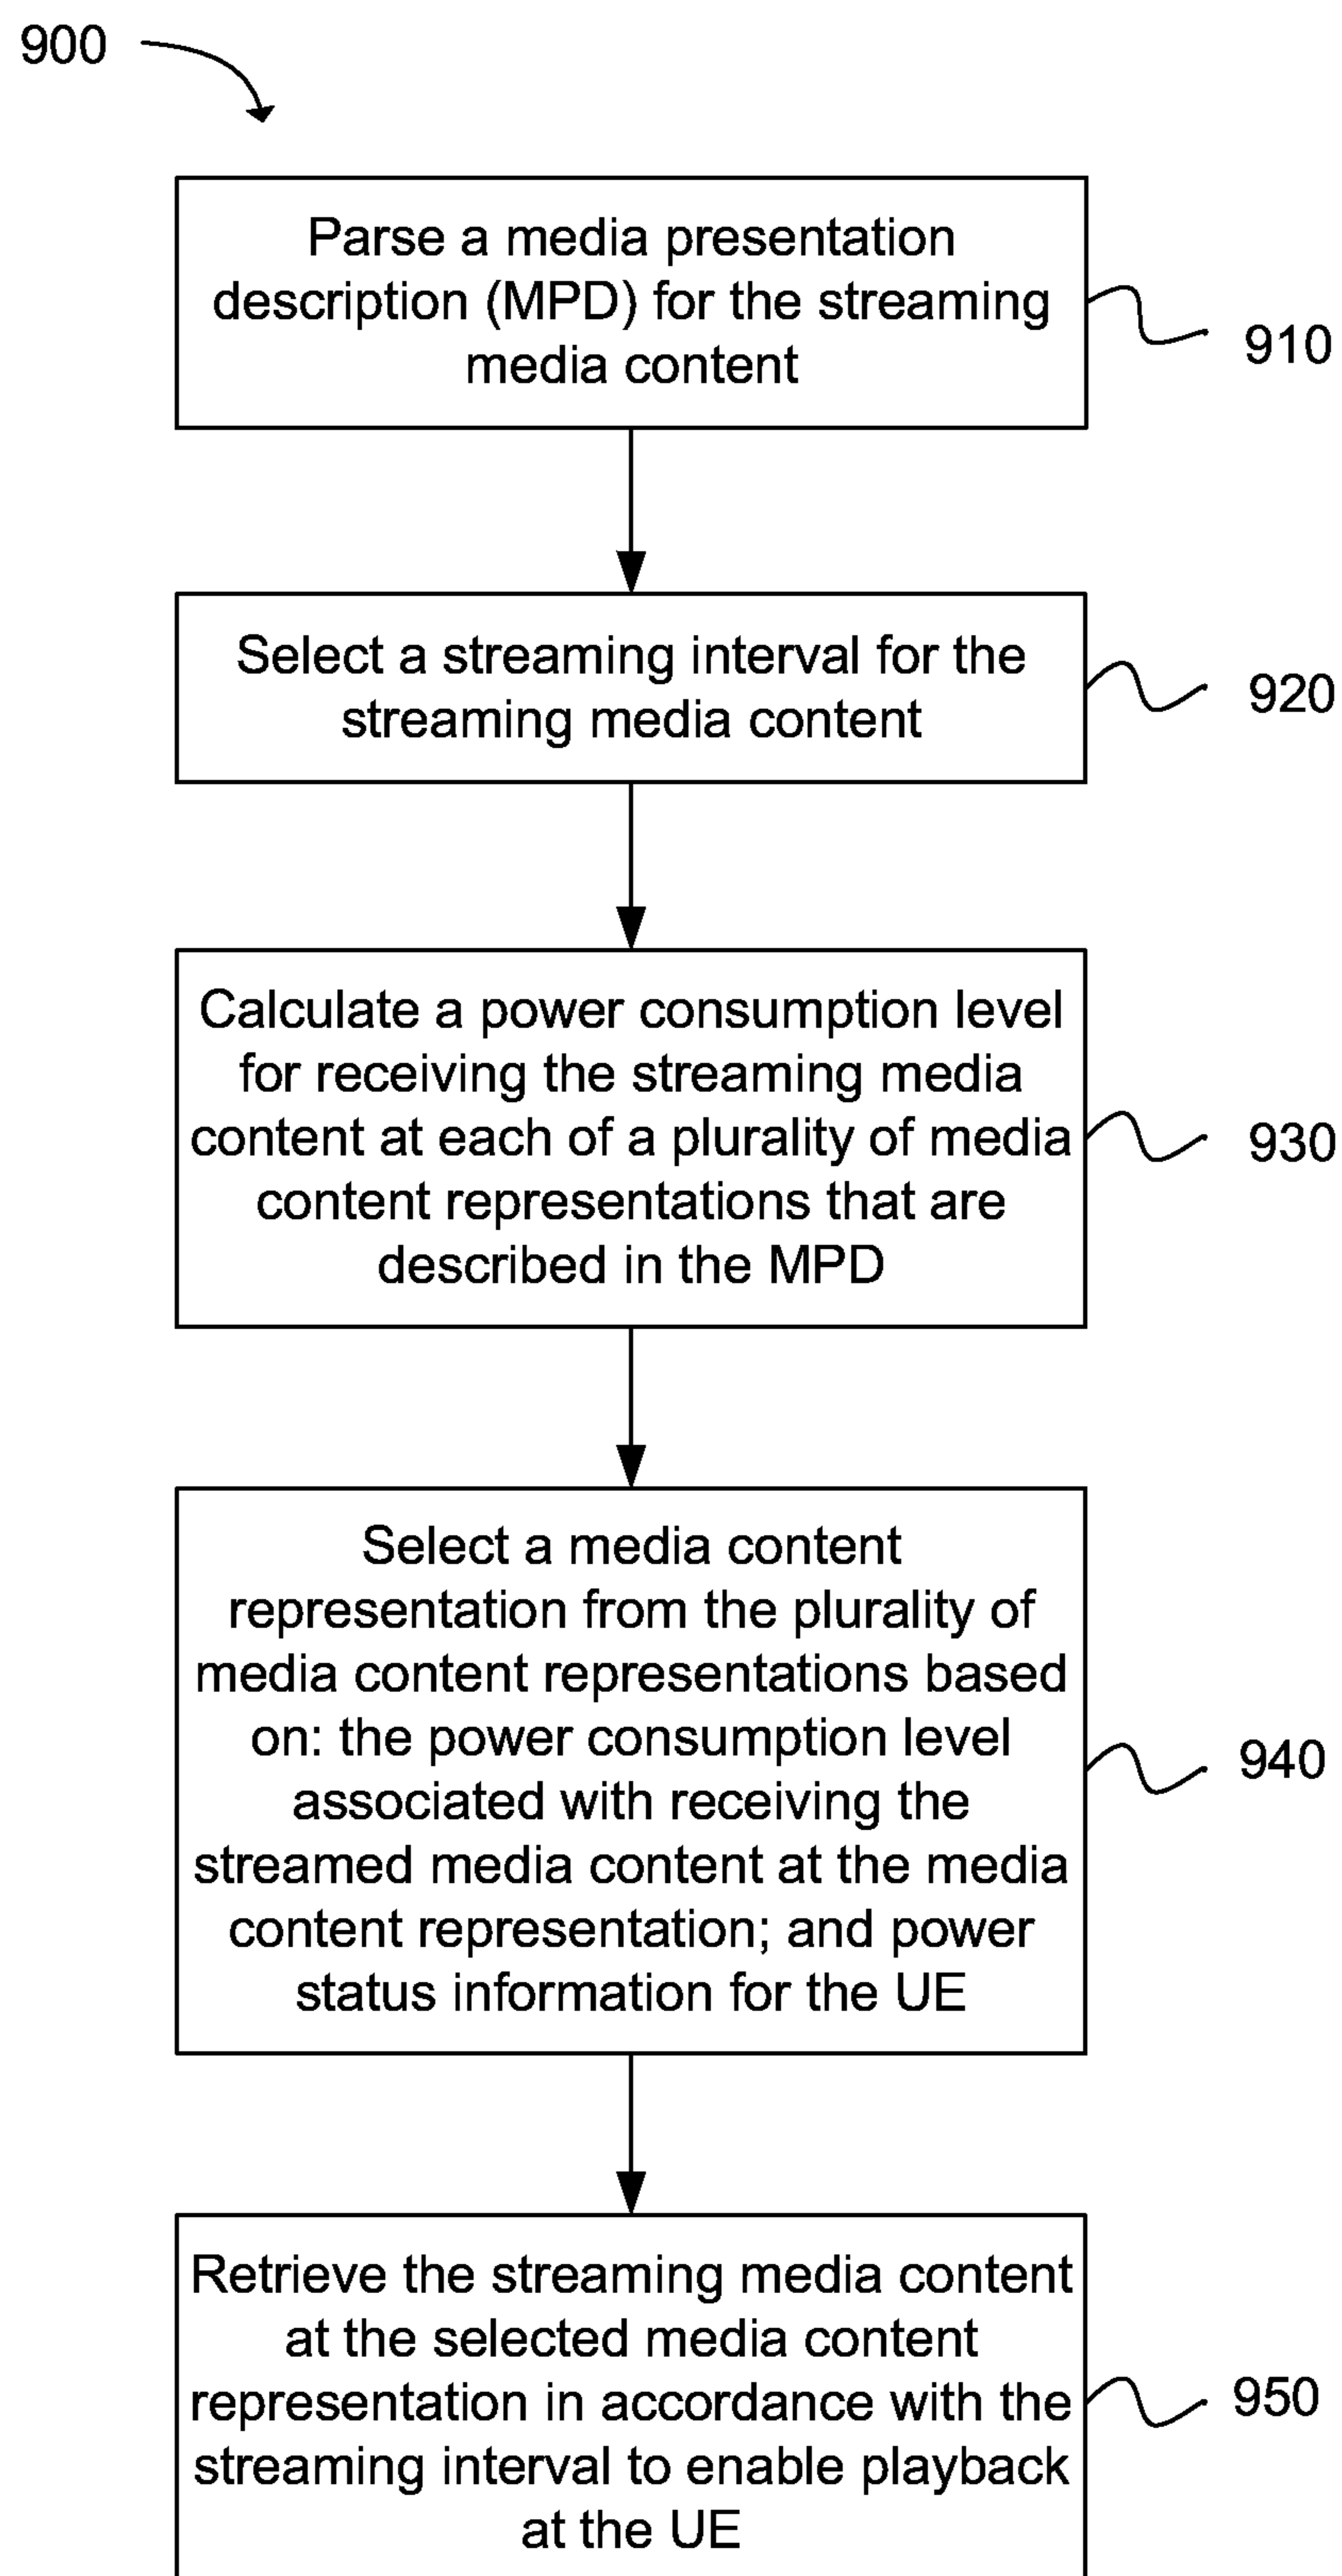 900
Parse a media presentation
description (MPD) for the streaming
media content
910
Select a streaming interval for the
streaming media content
920
Calculate a power consumption level
for receiving the streaming media
content at each of a plurality of media
content representations that are
described in the MPD
930
Select a media content
representation from the plurality of
media content representations based
on: the power consumption level
associated with receiving the
streamed media content at the media
content representation; and power
status information for the UE
940
Retrieve the streaming media content
at the selected media content
representation in accordance with the
streaming interval to enable playback
at the UE
950